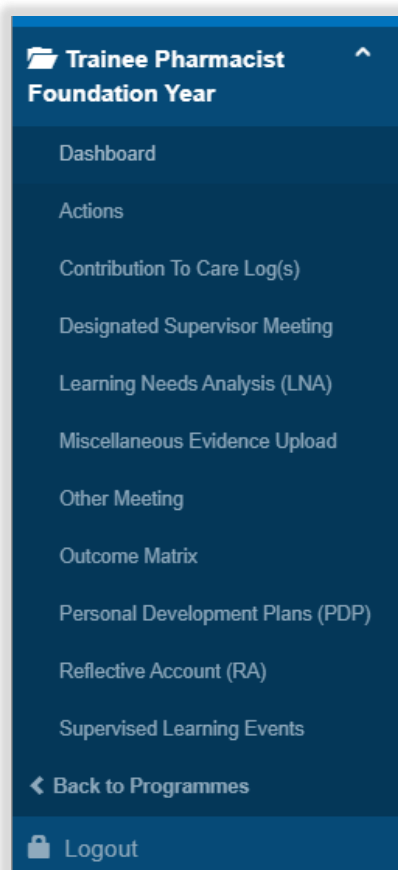 Trainee Pharmacist
Foundation Year
Dashboard
Actions
Contribution To Care Log(s)
Designated Supervisor Meeting
Learning Needs Analysis (LNA)
Miscellaneous Evidence Upload
Other Meeting
Outcome Matrix
Personal Development Plans (PDP)
Reflective Account (RA)
Supervised Learning Events
Back to Programmes
Logout